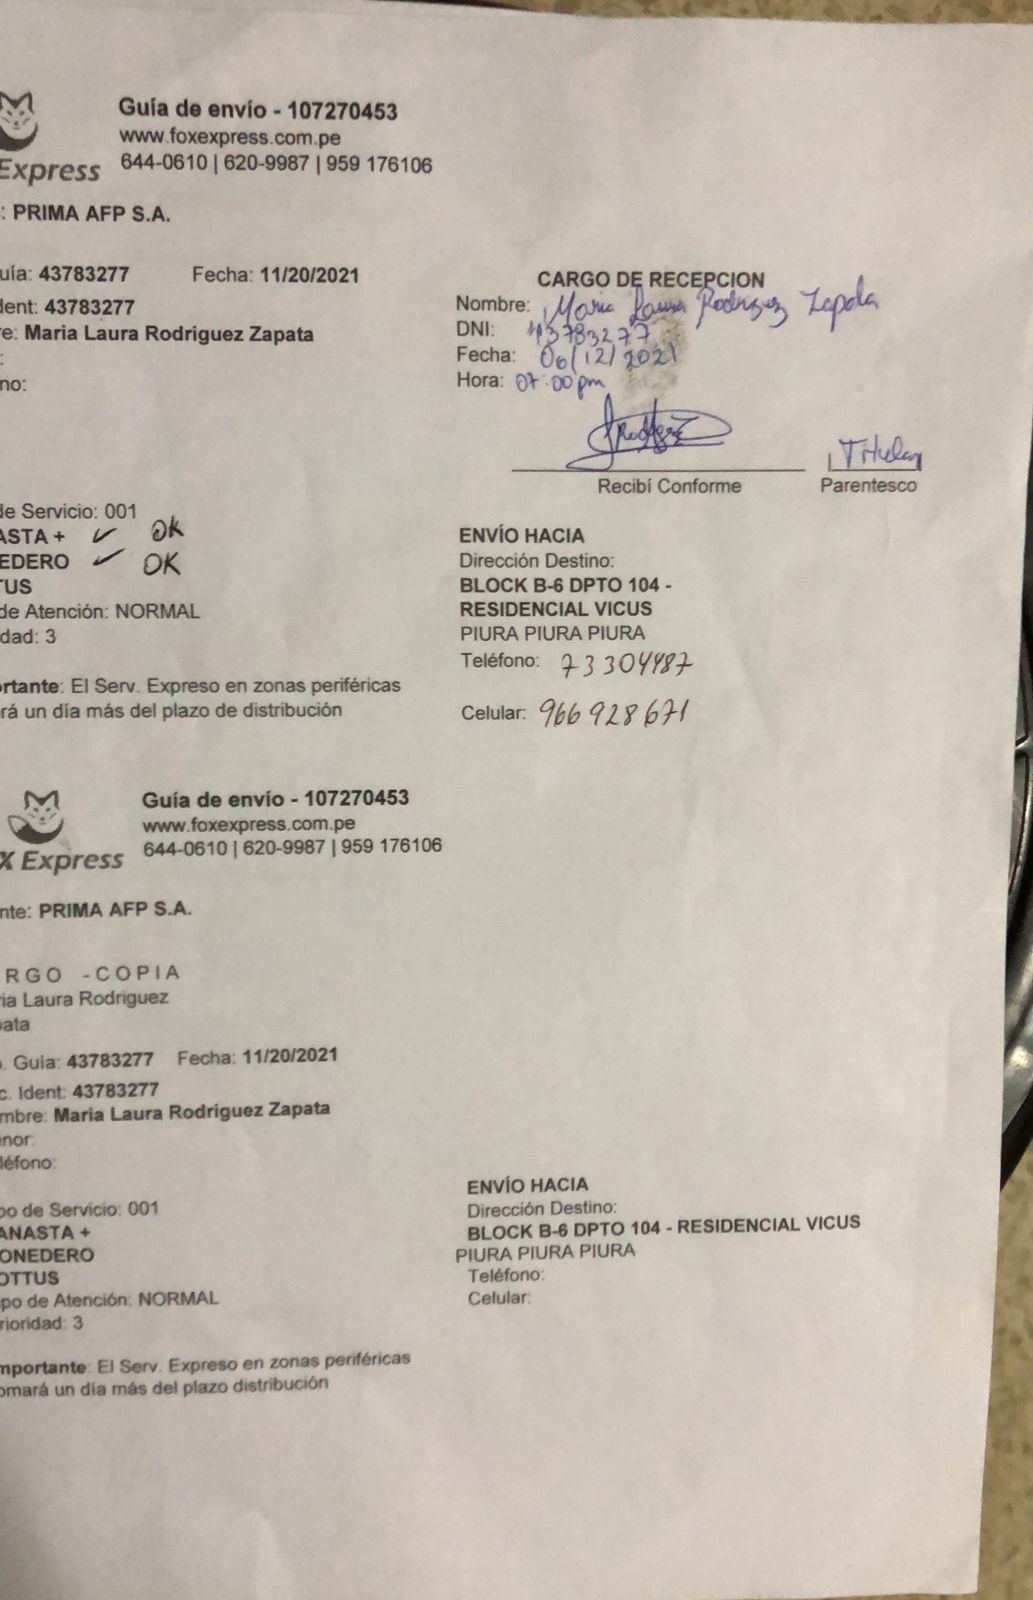 Guía de envío - 107270453
www.foxexpress.com.pe
644-0610 | 620-9987 | 959 176106
Express
: PRIMA AFP S.A.
uía: 43783277 Fecha: 11/20/2021
dent: 43783277
re: Maria Laura Rodriguez Zapata
:
no:
CARGO DE RECEPCION
Nombre: Maria Laura Rodriguez Zapata
DNI: 43783277
Fecha: 06/12/2021
Hora: 07:00pm
Titular
Recibí Conforme Parentesco
de Servicio: 001
ASTA + ✓ OK
EDERO ✓ OK
TUS
de Atención: NORMAL
dad: 3
ortante: El Serv. Expreso en zonas periféricas
rá un día más del plazo de distribución
ENVÍO HACIA
Dirección Destino:
BLOCK B-6 DPTO 104 -
RESIDENCIAL VICUS
PIURA PIURA PIURA
Teléfono: 73304487
Celular: 966928671
Guía de envío - 107270453
www.foxexpress.com.pe
644-0610 | 620-9987 | 959 176106
X Express
nte: PRIMA AFP S.A.
RGO -COPIA
ria Laura Rodriguez
pata
. Guía: 43783277 Fecha: 11/20/2021
c. Ident: 43783277
mbre: Maria Laura Rodriguez Zapata
enor:
léfono:
po de Servicio: 001
ANASTA +
ONEDERO
OTTUS
ipo de Atención: NORMAL
rioridad: 3
mportante: El Serv. Expreso en zonas periféricas
omará un día más del plazo distribución
ENVÍO HACIA
Dirección Destino:
BLOCK B-6 DPTO 104 - RESIDENCIAL VICUS
PIURA PIURA PIURA
Teléfono:
Celular: